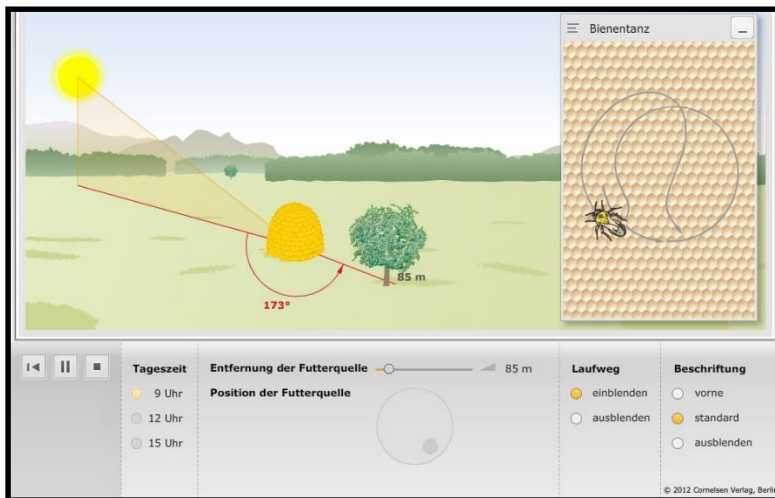 Bienentanz
85 m
173°
Tageszeit
9 Uhr
12 Uhr
15 Uhr
Entfernung der Futterquelle
85 m
Position der Futterquelle
Laufweg
einblenden
ausblenden
Beschriftung
vorne
standard
ausblenden
© 2012 Cornelsen Verlag, Berlin